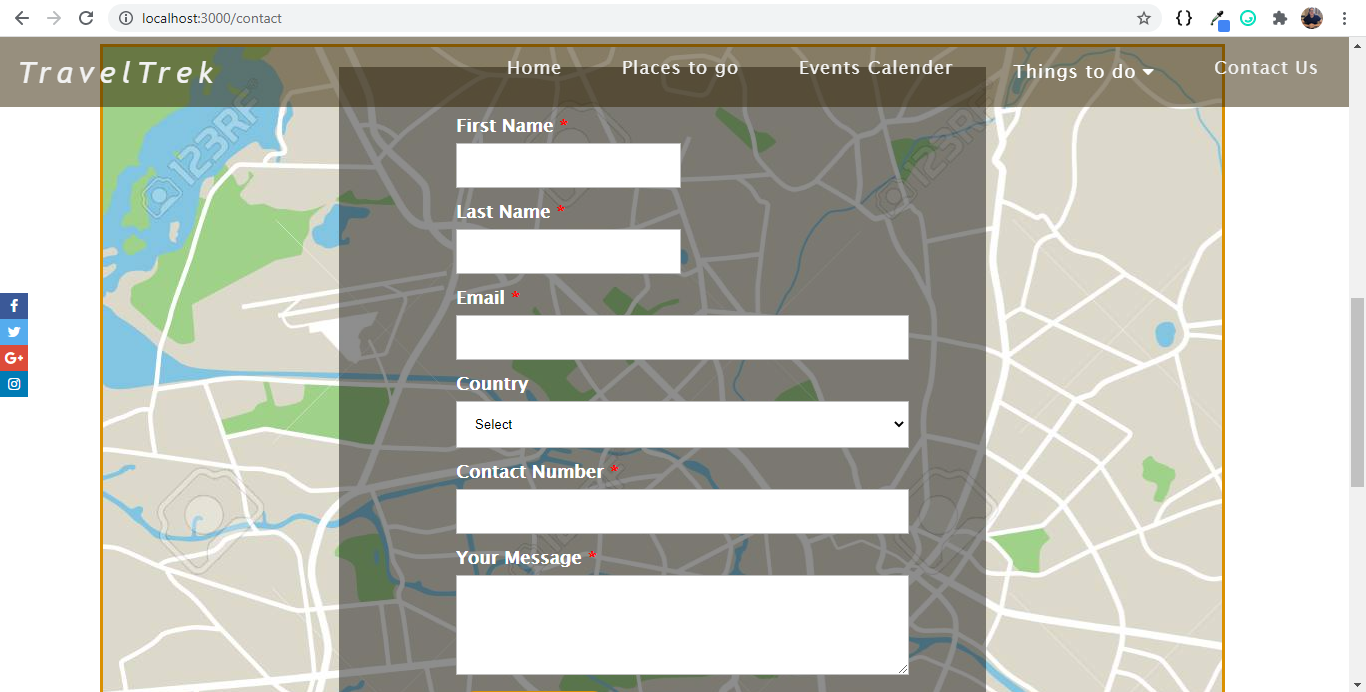 localhost:3000/contact
TravelTrek
Home
Places to go
Events Calender
Things to do
Contact Us
123RF
123RF
First Name *
Last Name *
Email *
Country
Select
Contact Number *
Your Message *
f
G+